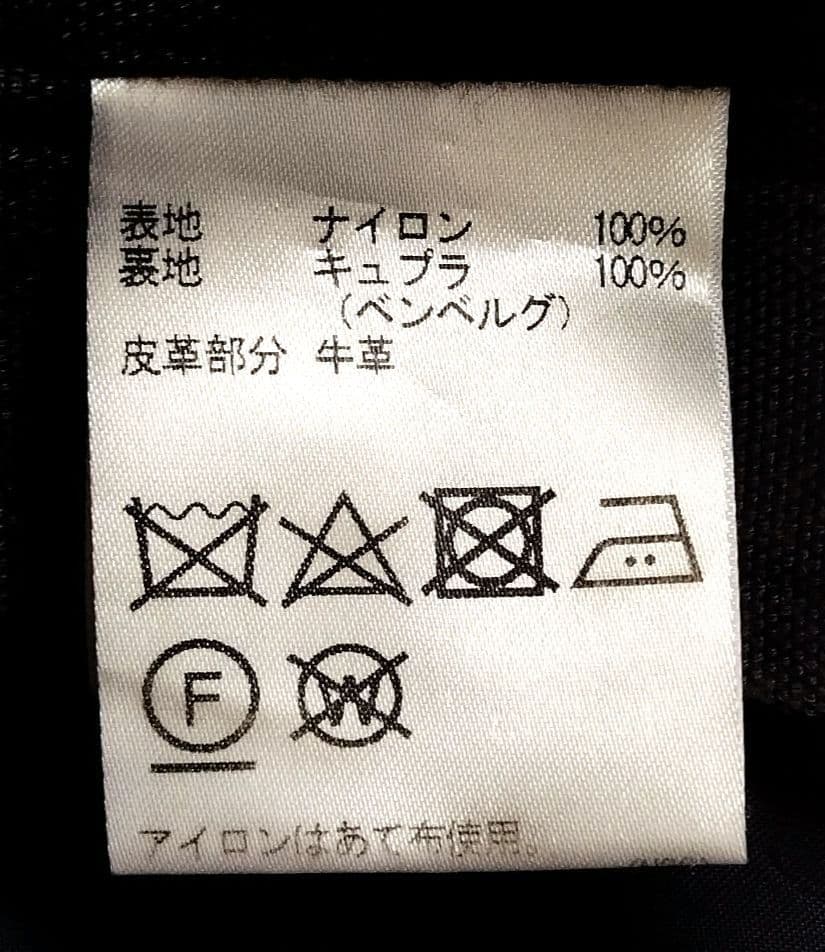 表地 ナイロン 100%
裏地 キュプラ 100%
(ベンベルグ)
皮革部分 牛革
F W
アイロンはあて布使用。